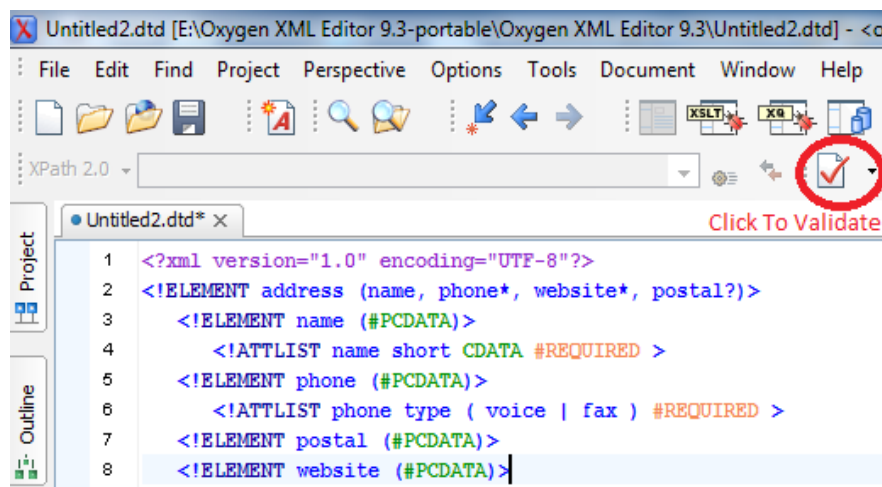 Untitled2.dtd [E:\Oxygen XML Editor 9.3-portable\Oxygen XML Editor 9.3\Untitled2.dtd] - <o
File Edit Find Project Perspective Options Tools Document Window Help
XSLT XQ
XPath 2.0
Untitled2.dtd* Click To Validate
Project
Outline
1 <?xml version="1.0" encoding="UTF-8"?>
2 <!ELEMENT address (name, phone*, website*, postal?)>
3 <!ELEMENT name (#PCDATA)>
4 <!ATTLIST name short CDATA #REQUIRED >
5 <!ELEMENT phone (#PCDATA)>
6 <!ATTLIST phone type ( voice | fax ) #REQUIRED >
7 <!ELEMENT postal (#PCDATA)>
8 <!ELEMENT website (#PCDATA)>